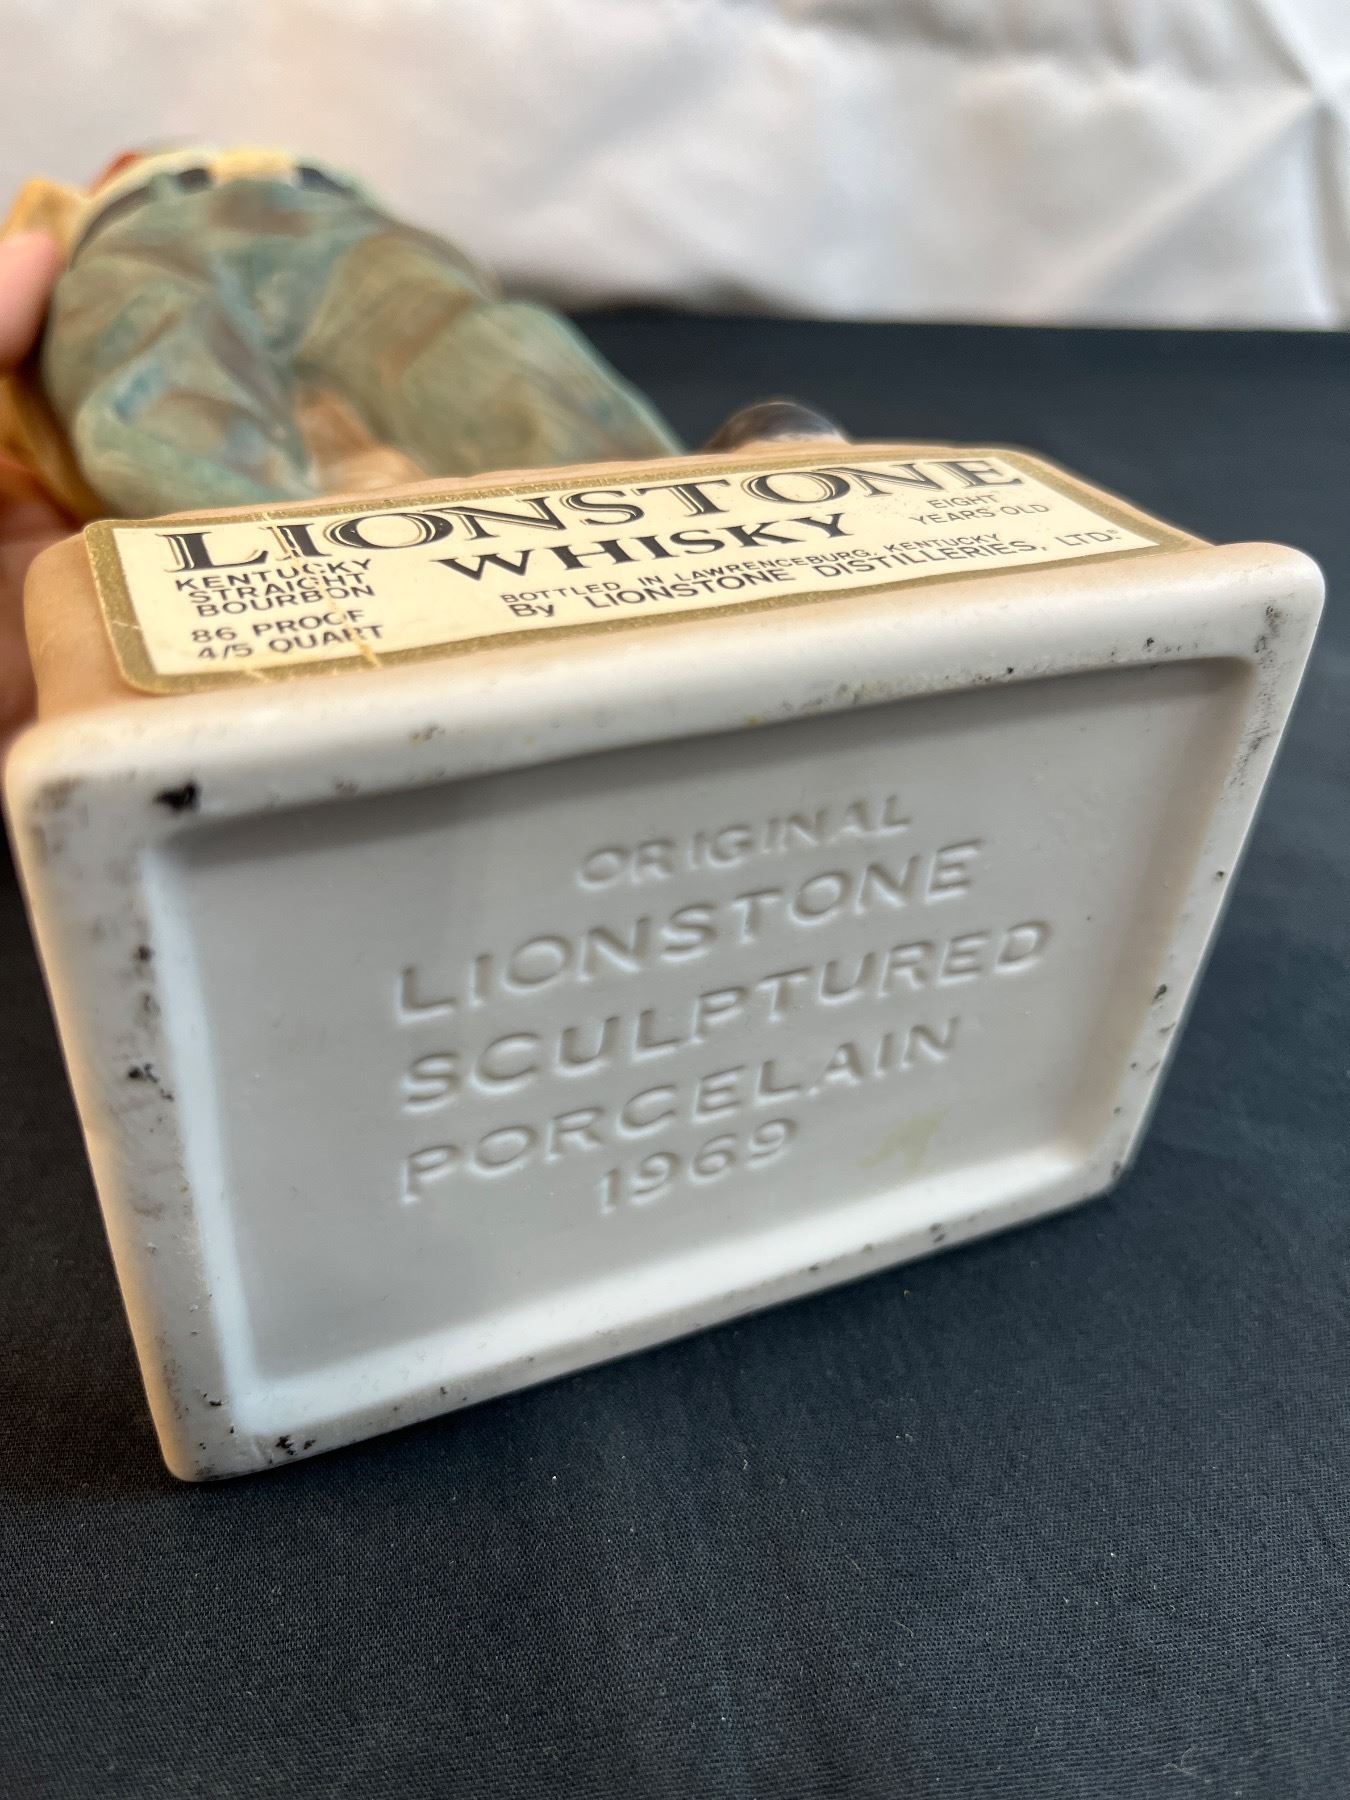 LIONSTONE
WHISKY
EIGHT
YEARS OLD
KENTUCKY
STRAIGHT
BOURBON
86 PROOF
4/5 QUART
BOTTLED IN LAWRENCEBURG, KENTUCKY
By LIONSTONE DISTILLERIES, LTD.
ORIGINAL
LIONSTONE
SCULPTURED
PORCELAIN
1969